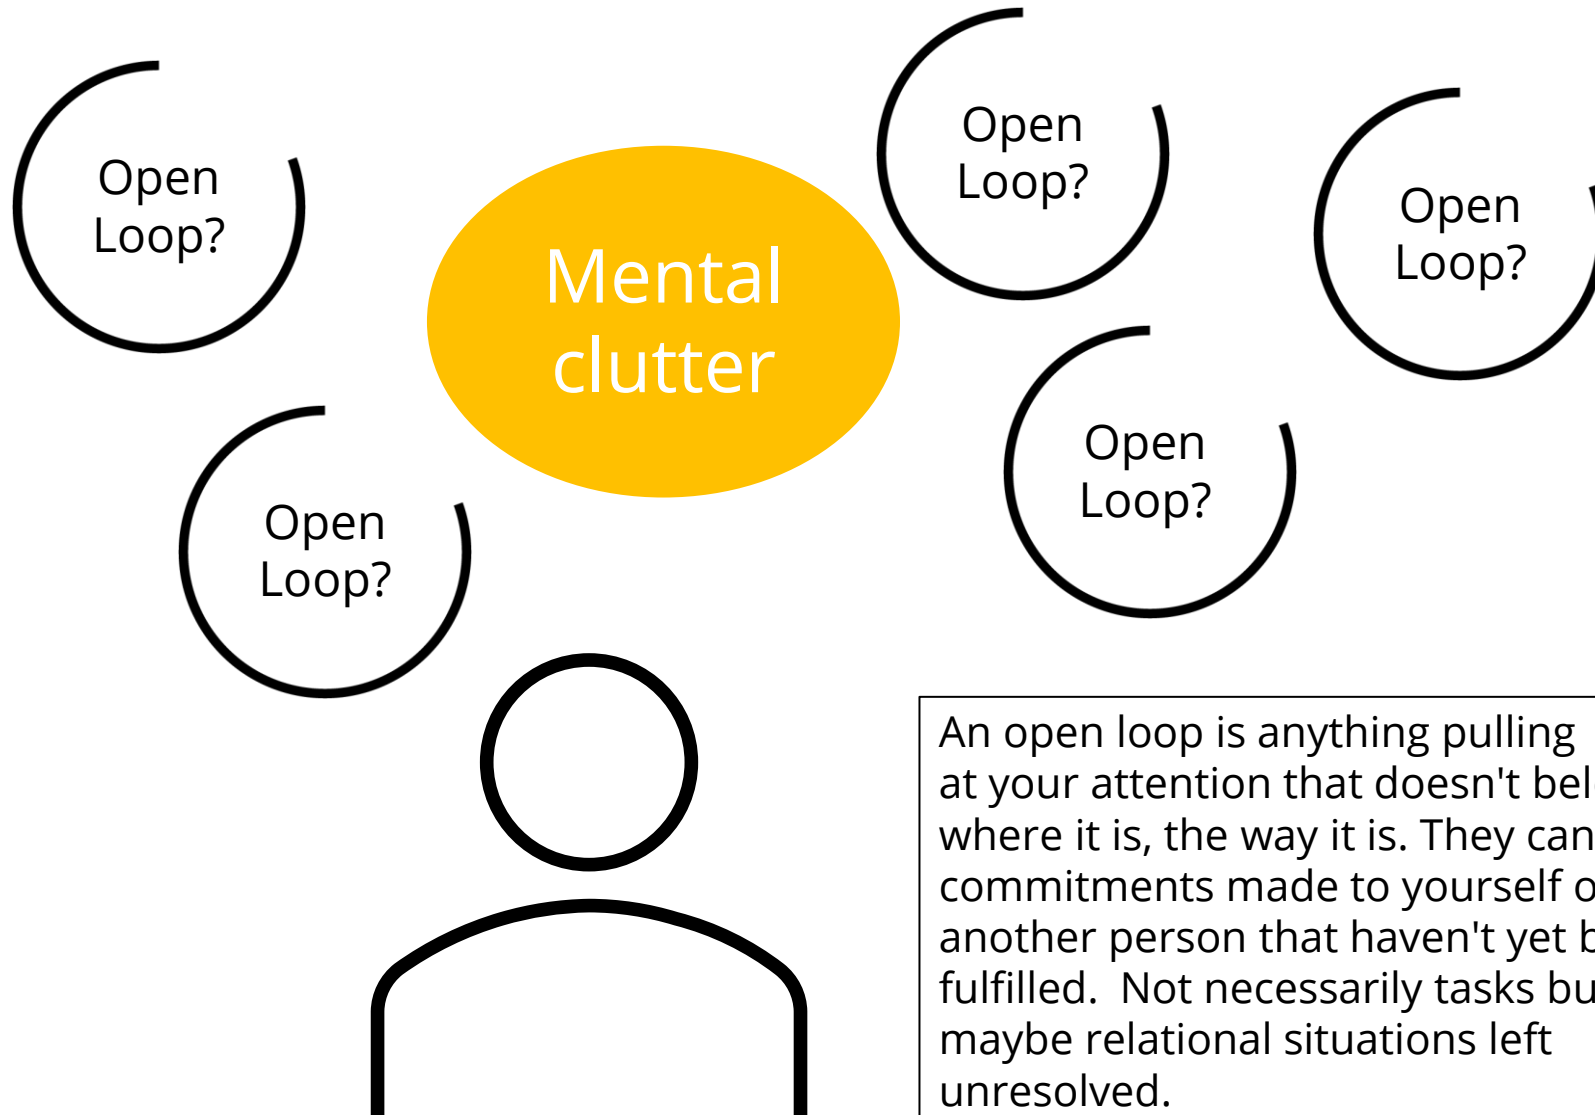 Open
Loop?
Mental
clutter
Open
Loop?
Open
Loop?
Open
Loop?
Open
Loop?
An open loop is anything pulling
at your attention that doesn't
where it is, the way it is. They can
commitments made to yourself
another person that haven't yet
fulfilled.  Not necessarily tasks
maybe relational situations left
unresolved.